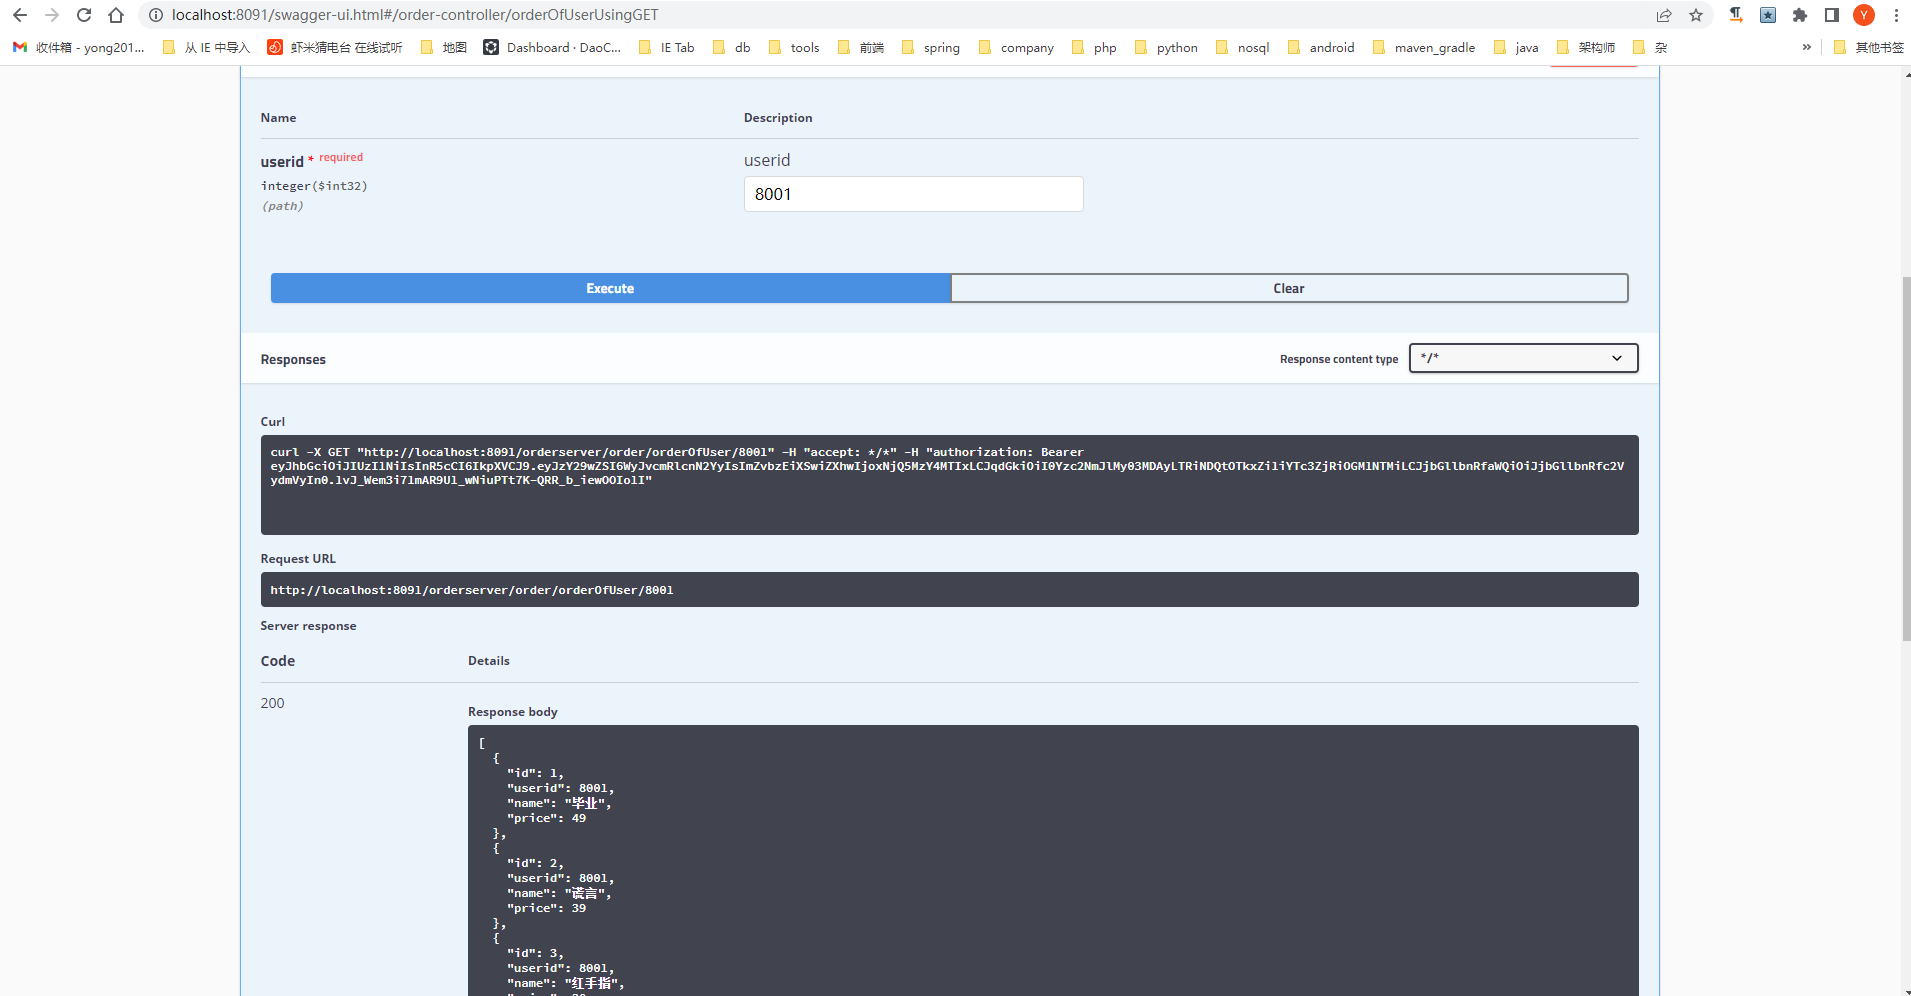 localhost:8091/swagger-ui.html#/order-controller/orderOfUserUsingGET
Y
收件箱 - yong201... 从 IE 中导入 虾米猜电台 在线试听 地图 Dashboard · DaoC... IE Tab db tools 前端 spring company php python nosql android maven_gradle java 架构师 杂 » 其他书签
Name Description
userid * required userid
integer($int32) 8001
(path)
Execute Clear
Responses Response content type */*
Curl
curl -X GET "http://localhost:8091/orderserver/order/orderOfUser/8001" -H "accept: */*" -H "authorization: Bearer
Request URL
http://localhost:8091/orderserver/order/orderOfUser/8001
Server response
Code Details
200
Response body
[
{
"id": 1,
"userid": 8001,
"name": "毕业",
"price": 49
},
{
"id": 2,
"userid": 8001,
"name": "谎言",
"price": 39
},
{
"id": 3,
"userid": 8001,
"name": "红手指",